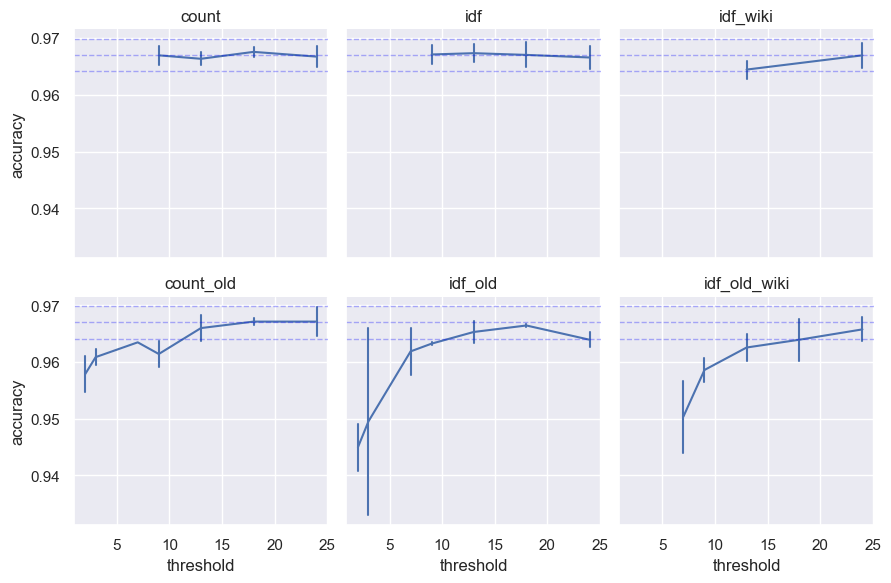 count
idf
idf_wiki
accuracy
0.97
0.96
0.95
0.94
count_old
idf_old
idf_old_wiki
accuracy
0.97
0.96
0.95
0.94
5 10 15 20 25
5 10 15 20 25
5 10 15 20 25
threshold
threshold
threshold